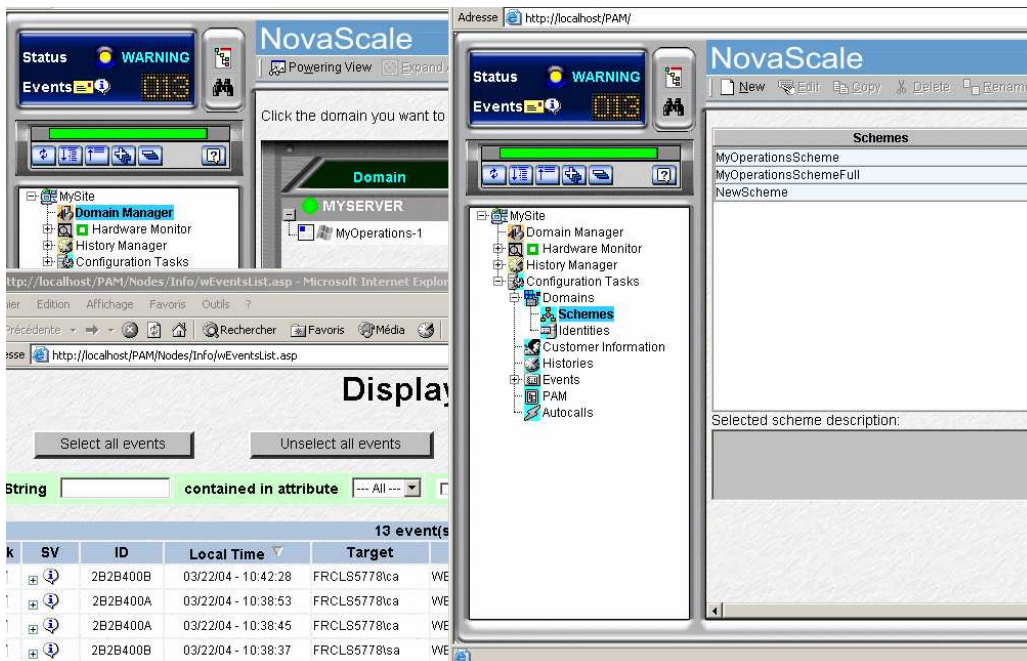 Status WARNING
Events 013
NovaScale
Powering View Expand
Click the domain you want to
MySite
Domain Manager
Hardware Monitor
History Manager
Configuration Tasks
Domain
MYSERVER
MyOperations-1
ttp://localhost/PAM/Nodes/Info/wEventsList.asp - Microsoft Internet Explor
hier Edition Affichage Favoris Outils ?
Précédente Rechercher Favoris Média
esse http://localhost/PAM/Nodes/Info/wEventsList.asp
Display
Select all events Unselect all events
String contained in attribute --- All ---
13 event(s
k SV ID Local Time Target
2B2B400B 03/22/04 - 10:42:28 FRCLS5778\ca WE
2B2B400A 03/22/04 - 10:38:53 FRCLS5778\ca WE
2B2B400A 03/22/04 - 10:38:45 FRCLS5778\ca WE
2B2B400B 03/22/04 - 10:38:37 FRCLS5778\sa WE
Adresse http://localhost/PAM/
Status WARNING
Events 013
NovaScale
New Edit Copy Delete Rename
MySite
Domain Manager
Hardware Monitor
History Manager
Configuration Tasks
Domains
Schemes
Identities
Customer Information
Histories
Events
PAM
Autocalls
Schemes
MyOperationsScheme
MyOperationsSchemeFull
NewScheme
Selected scheme description: